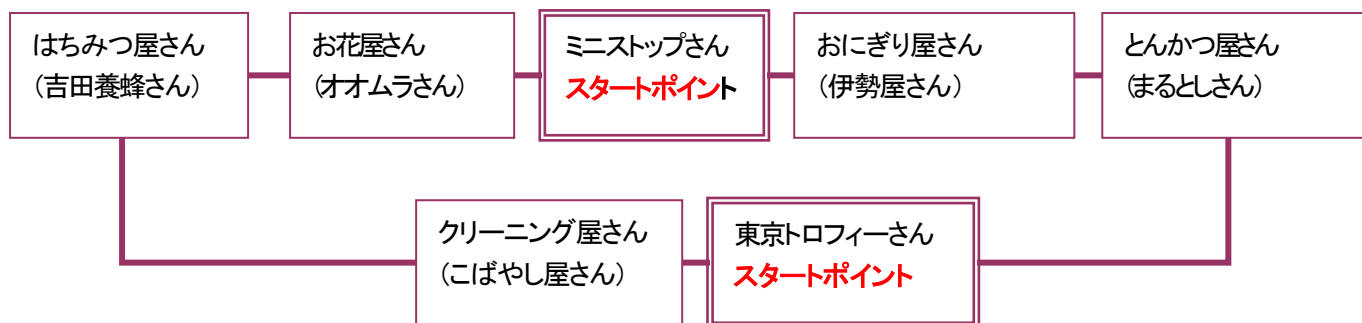 はちみつ屋さん
（吉田養蜂さん）
お花屋さん
（オオムラさん）
ミニストップさん
スタートポイント
おにぎり屋さん
（伊勢屋さん）
とんかつ屋さん
（まるとしさん）
クリーニング屋さん
（こばやし屋さん）
東京トロフィーさん
スタートポイント